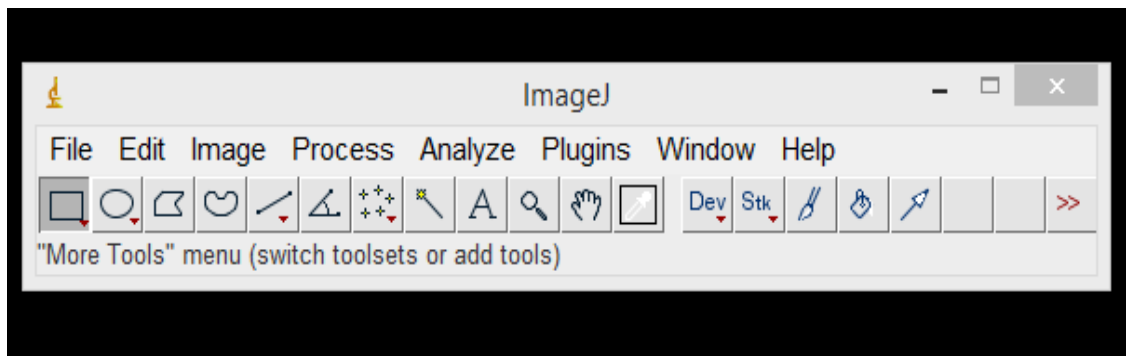 ImageJ
File Edit Image Process Analyze Plugins Window Help
A Dev Stk >>
"More Tools" menu (switch toolsets or add tools)